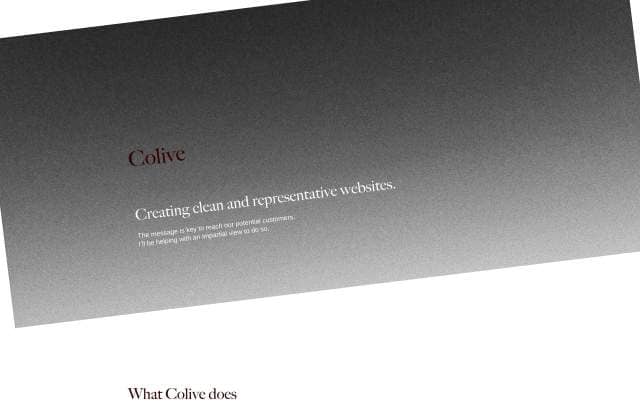 Colive
Creating clean and representative websites.
The message is key to reach our potential customers.
I'll be helping with an impartial view to do so.
What Colive does